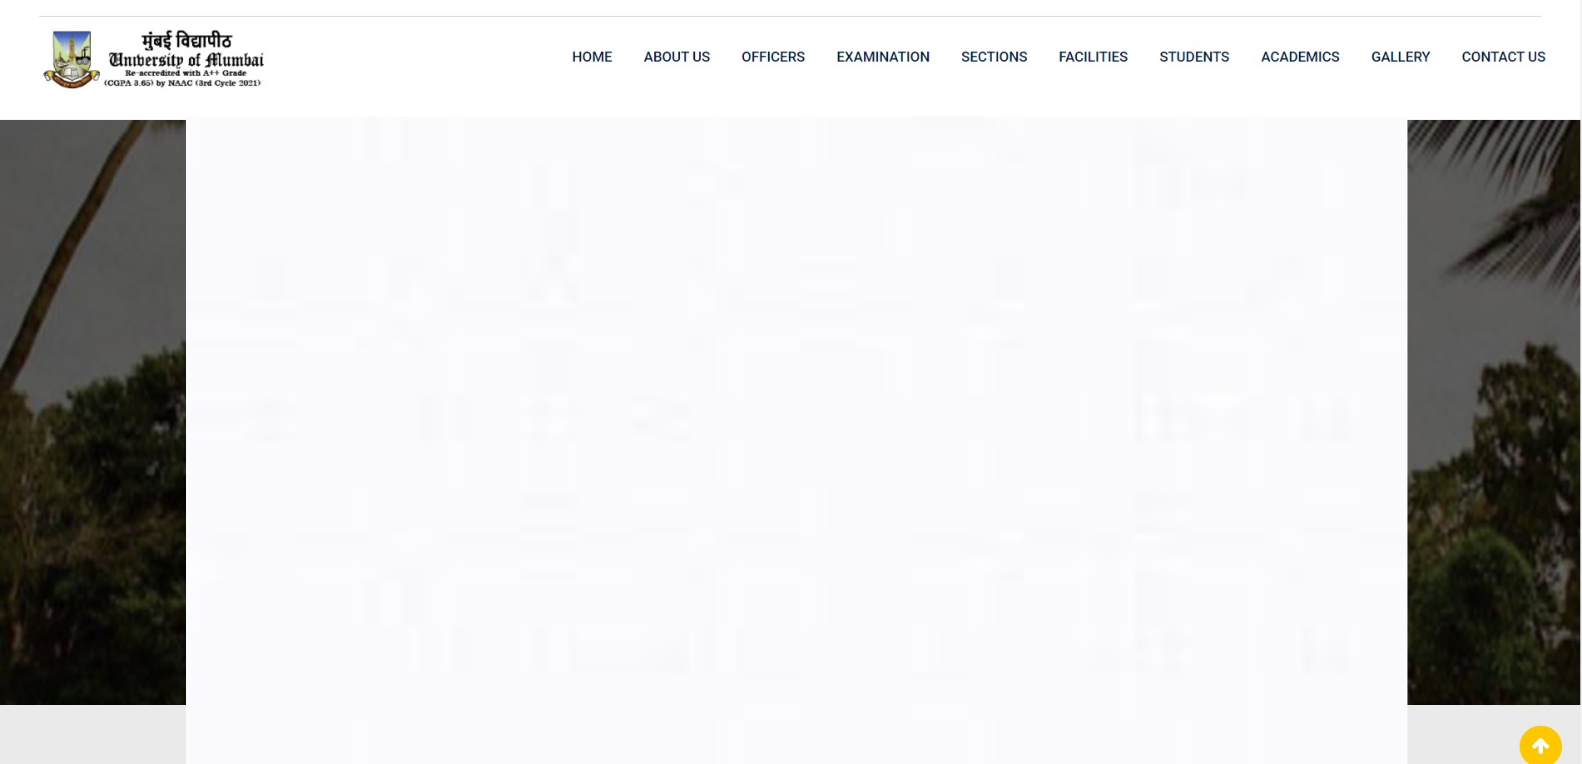 मुंबई विद्यापीठ
University of Mumbai
Re-accredited with A++ Grade
(CGPA 3.65) by NAAC (3rd Cycle 2021)
HOME ABOUT US OFFICERS EXAMINATION SECTIONS FACILITIES STUDENTS ACADEMICS GALLERY CONTACT US